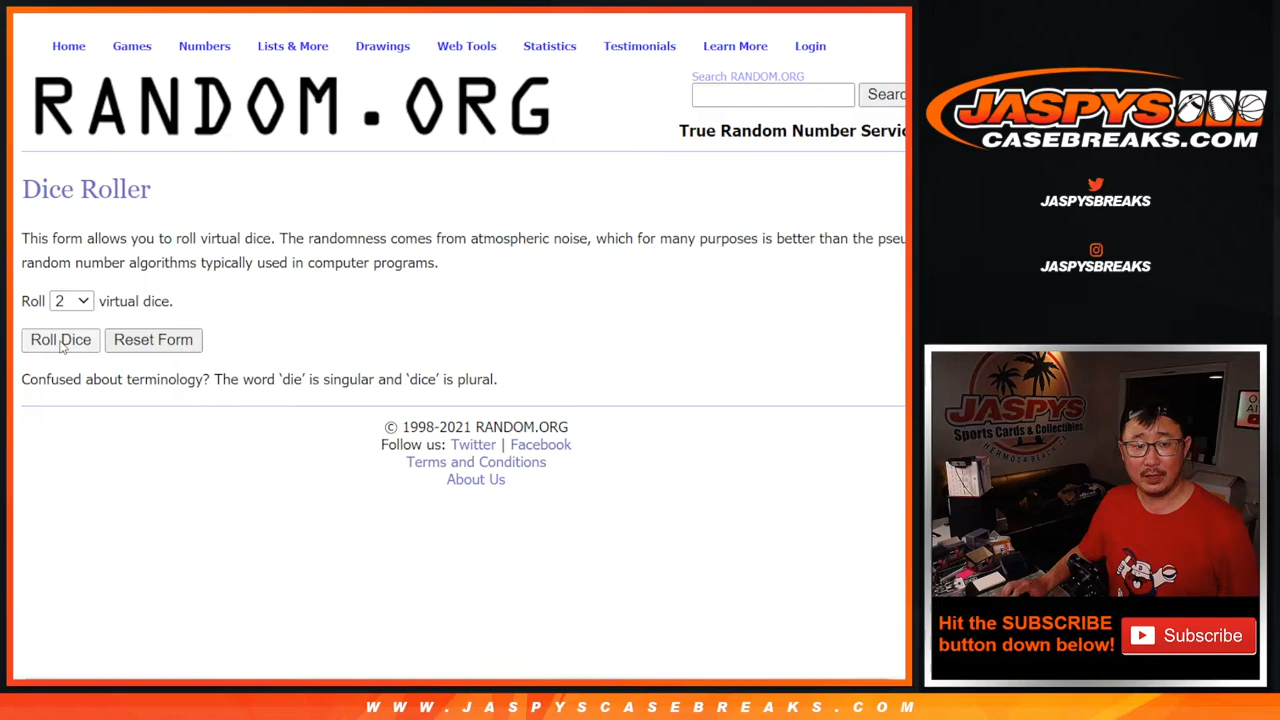 Home Games Numbers Lists & More Drawings Web Tools Statistics Testimonials Learn More Login
RANDOM.ORG
Search RANDOM.ORG
Searc
True Random Number Servic
Dice Roller
This form allows you to roll virtual dice. The randomness comes from atmospheric noise, which for many purposes is better than the pseu
random number algorithms typically used in computer programs.
Roll 2 virtual dice.
Roll Dice Reset Form
Confused about terminology? The word ‘die’ is singular and ‘dice’ is plural.
© 1998-2021 RANDOM.ORG
Follow us: Twitter | Facebook
Terms and Conditions
About Us
JASPYS
CASEBREAKS.COM
JASPYSBREAKS
JASPYSBREAKS
JASPYS
Sports Cards & Collectibles
HERMOSA BEACH, CA
Hit the SUBSCRIBE
button down below!
Subscribe
WWW.JASPYSCASEBREAKS.COM